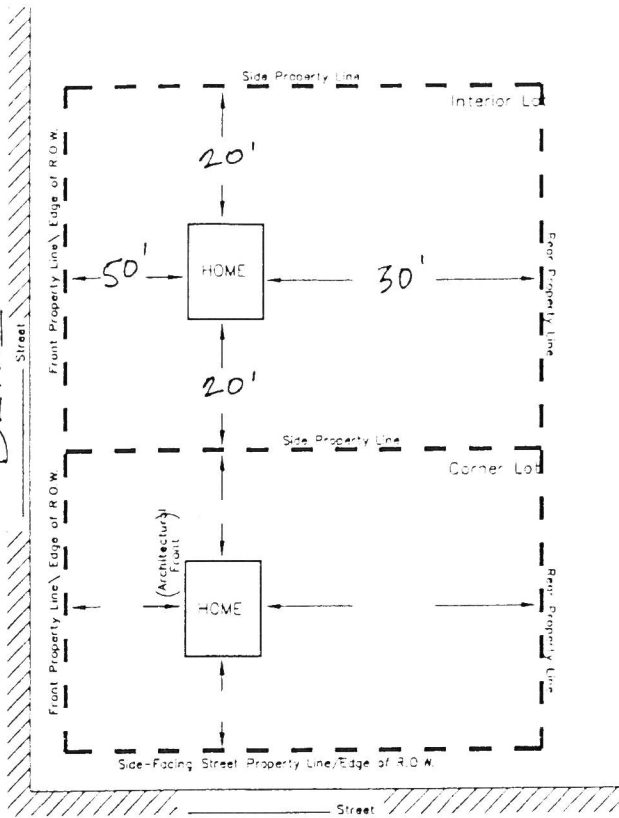 Side Property Line
Interior Lot
20'
Front Property Line\ Edge of R.O.W.
50'
HOME
30'
Rear Property Line
Street
20'
Side Property Line
Corner Lot
Front Property Line\ Edge of R.O.W.
(Architectural Front)
HOME
Rear Property Line
Side-Facing Street Property Line/Edge of R.O.W.
Street